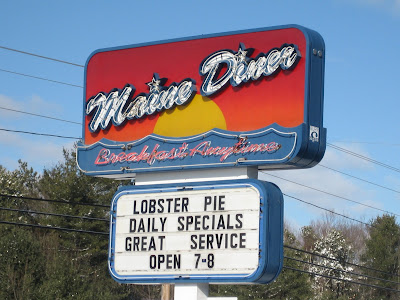 Maine Diner
Breakfast Anytime
LOBSTER PIE
DAILY SPECIALS
GREAT SERVICE
OPEN 7-8